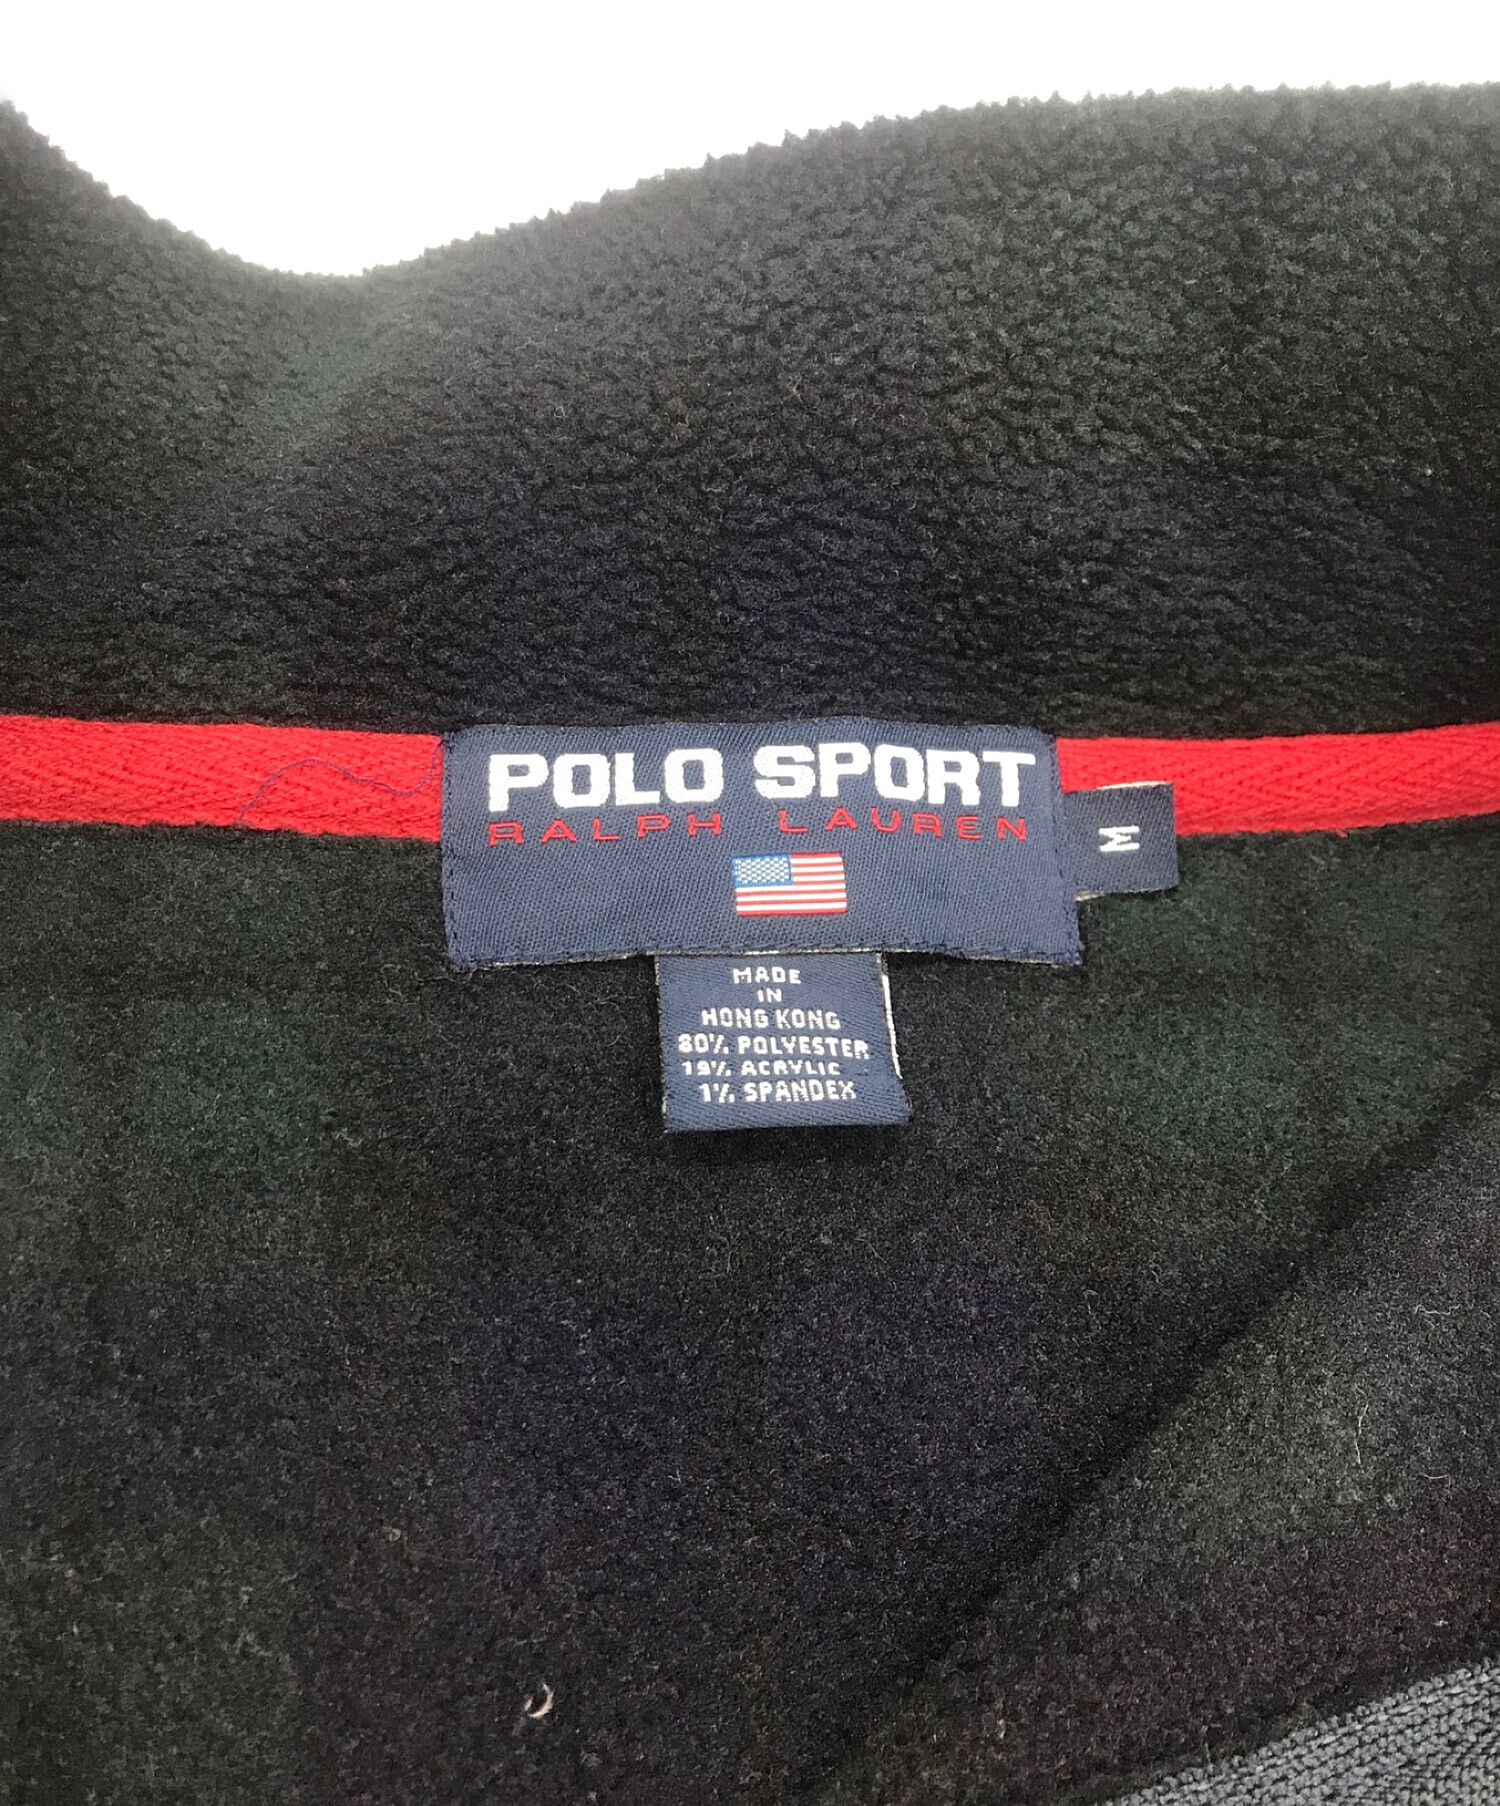 POLO SPORT
RALPH LAUREN
M
MADE
IN
HONG KONG
80% POLYESTER
19% ACRYLIC
1% SPANDEX